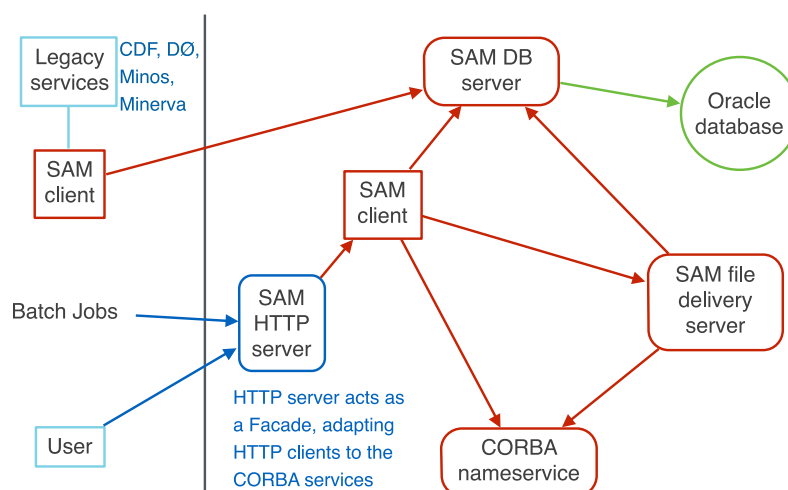 Legacy
services
CDF, DØ,
Minos,
Minerva
SAM
client
SAM DB
server
Oracle
database
SAM
client
SAM file
delivery
server
Batch Jobs
SAM
HTTP
server
User
HTTP server acts as
a Facade, adapting
HTTP clients to the
CORBA services
CORBA
nameservice